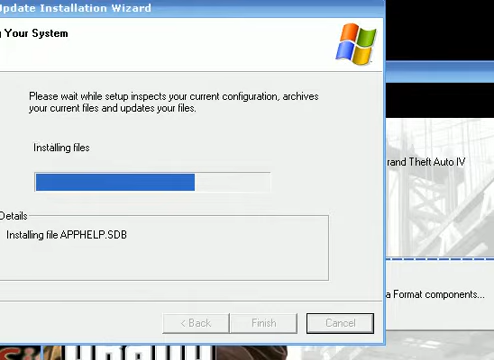 Update Installation Wizard
Your System
Please wait while setup inspects your current configuration, archives
your current files and updates your files.
Installing files
Details
Installing file APPHELP.SDB
< Back
Finish
Cancel
rand Theft Auto IV
a Format components...